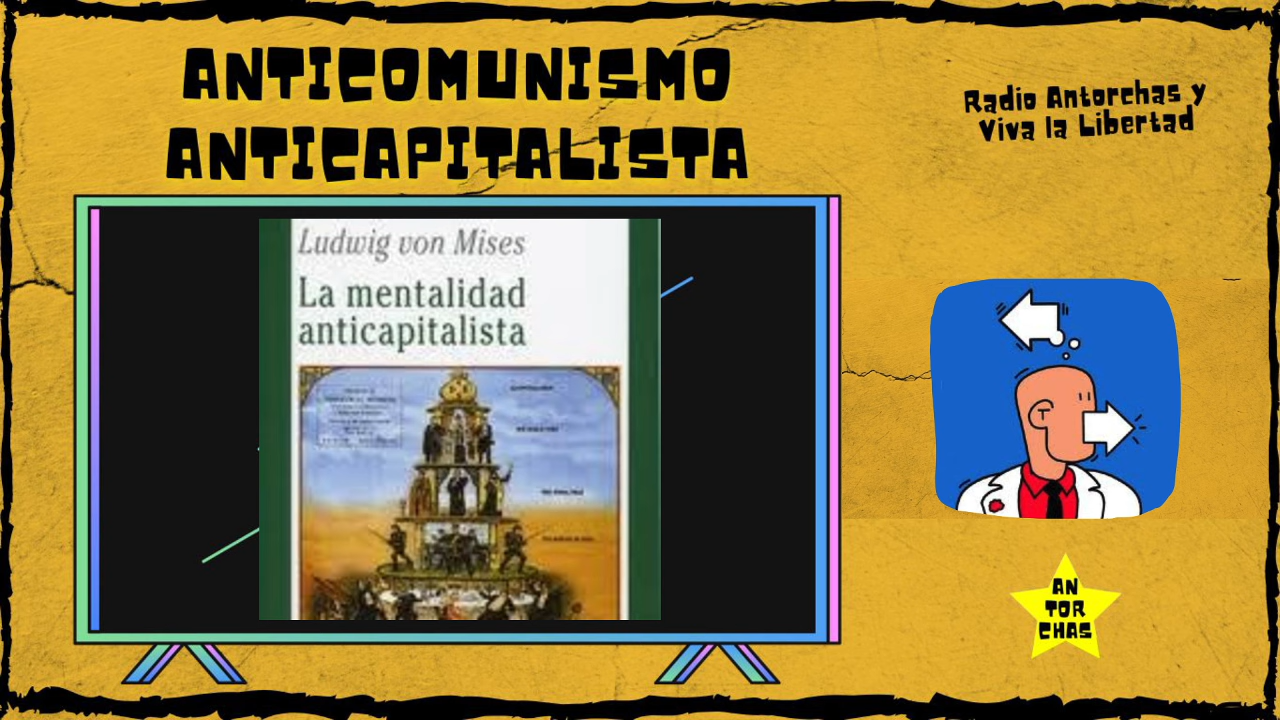 ANTICOMUNISMO
ANTICAPITALISTA
Radio Antorchas y
Viva la Libertad
Ludwig von Mises
La mentalidad
anticapitalista
AN
TOR
CHAS